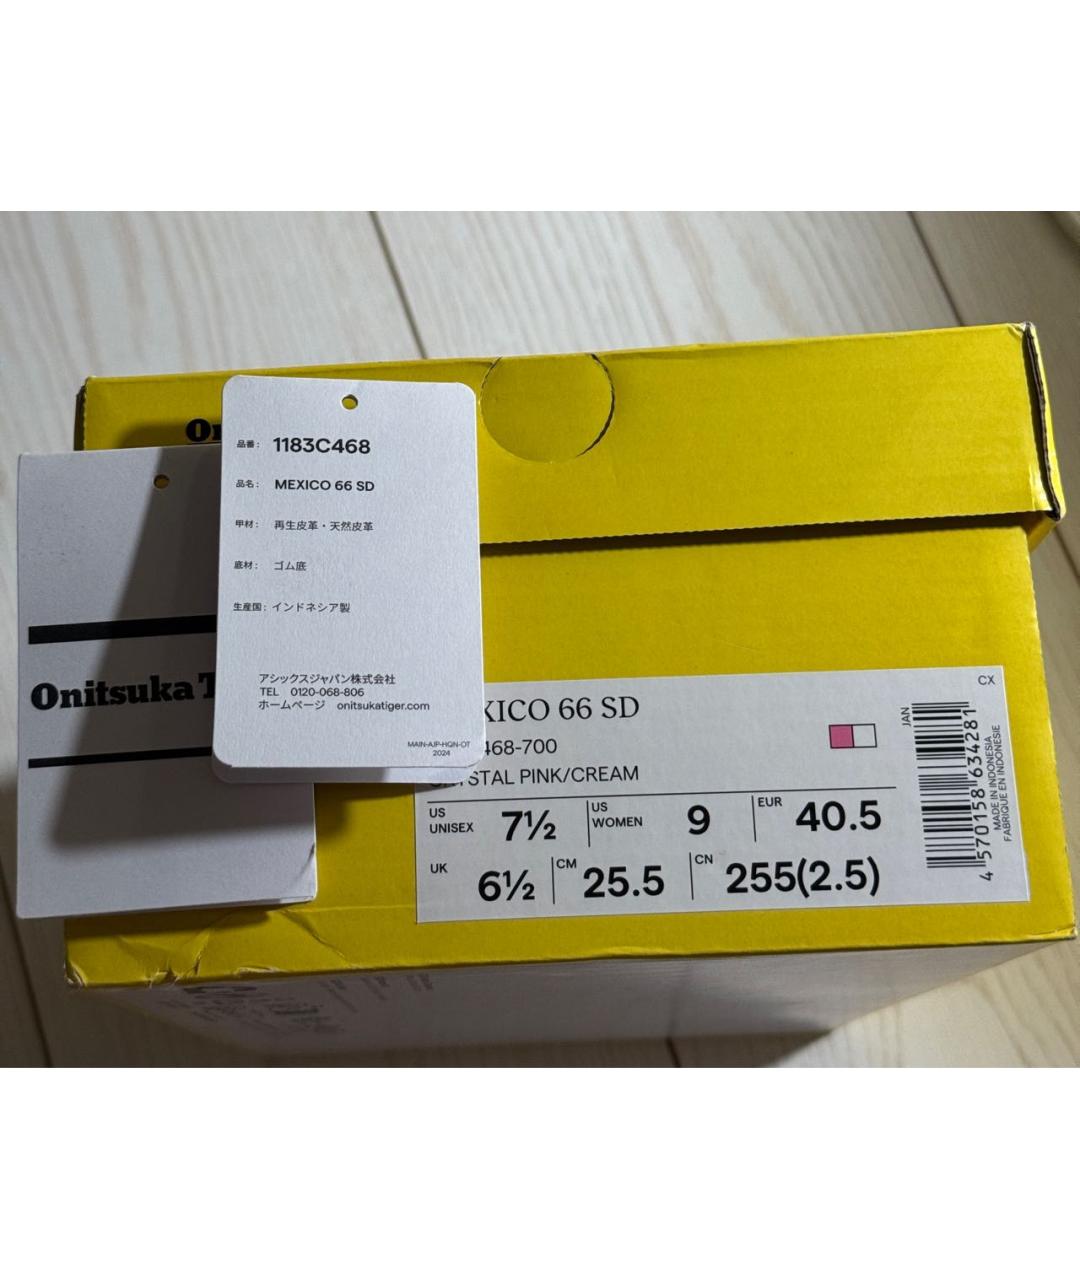 品番: 1183C468
品名: MEXICO 66 SD
甲材: 再生皮革・天然皮革
底材: ゴム底
生産国: インドネシア製
アシックスジャパン株式会社
TEL 0120-068-806
ホームページ onitsukatiger.com
MAIN-AJP-HQN-OT
2024
Onitsuka T
On
XICO 66 SD
468-700
CRYSTAL PINK/CREAM
CX
US UNISEX 7½
US WOMEN 9
EUR 40.5
UK 6½
CM 25.5
CN 255(2.5)
JAN
4 570158 634281
MADE IN INDONESIA
FABRIQUE EN INDONESIE